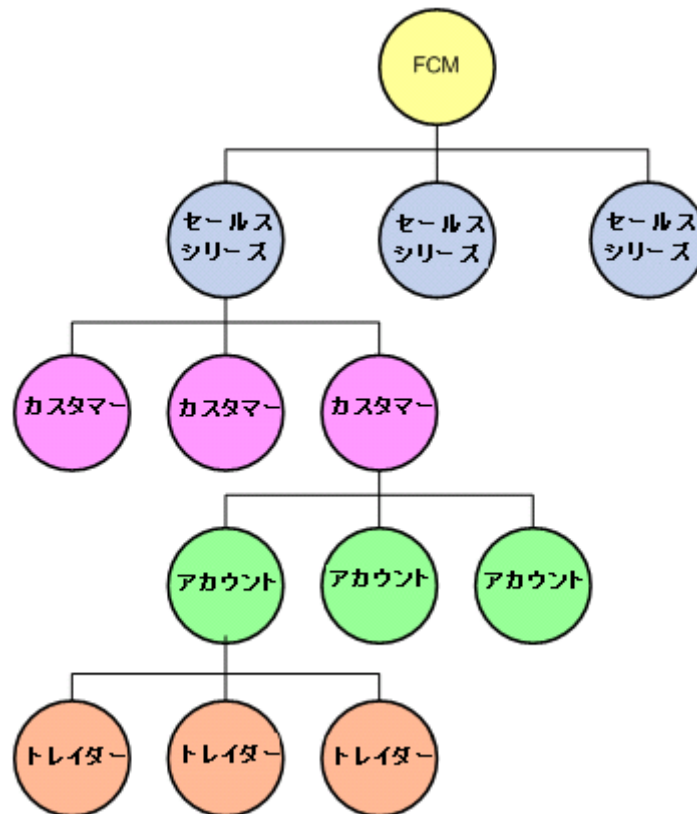 FCM
セールス
シリーズ
セールス
シリーズ
セールス
シリーズ
カスタマー
カスタマー
カスタマー
アカウント
アカウント
アカウント
トレイダー
トレイダー
トレイダー